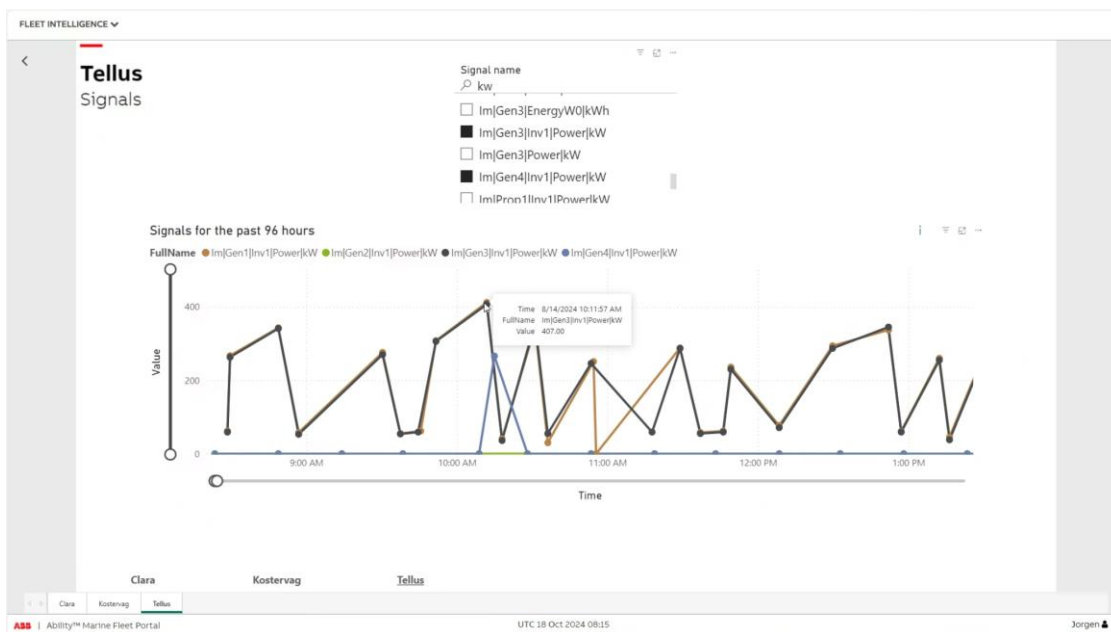 FLEET INTELLIGENCE
Tellus
Signals
Signal name
kw
Im|Gen3|EnergyW0|kWh
Im|Gen3|Inv1|Power|kW
Im|Gen3|Power|kW
Im|Gen4|Inv1|Power|kW
Im|Prop1|Inv1|Power|kW
Signals for the past 96 hours
FullName Im|Gen1|Inv1|Power|kW Im|Gen2|Inv1|Power|kW Im|Gen3|Inv1|Power|kW Im|Gen4|Inv1|Power|kW
400
Time 8/14/2024 10:11:57 AM
FullName Im|Gen3|Inv1|Power|kW
Value 407.00
Value
200
0
9:00 AM 10:00 AM 11:00 AM 12:00 PM 1:00 PM
Time
Clara Kostervag Tellus
Clara Kostervag Tellus
ABB | Ability™ Marine Fleet Portal UTC 18 Oct 2024 08:15 Jorgen